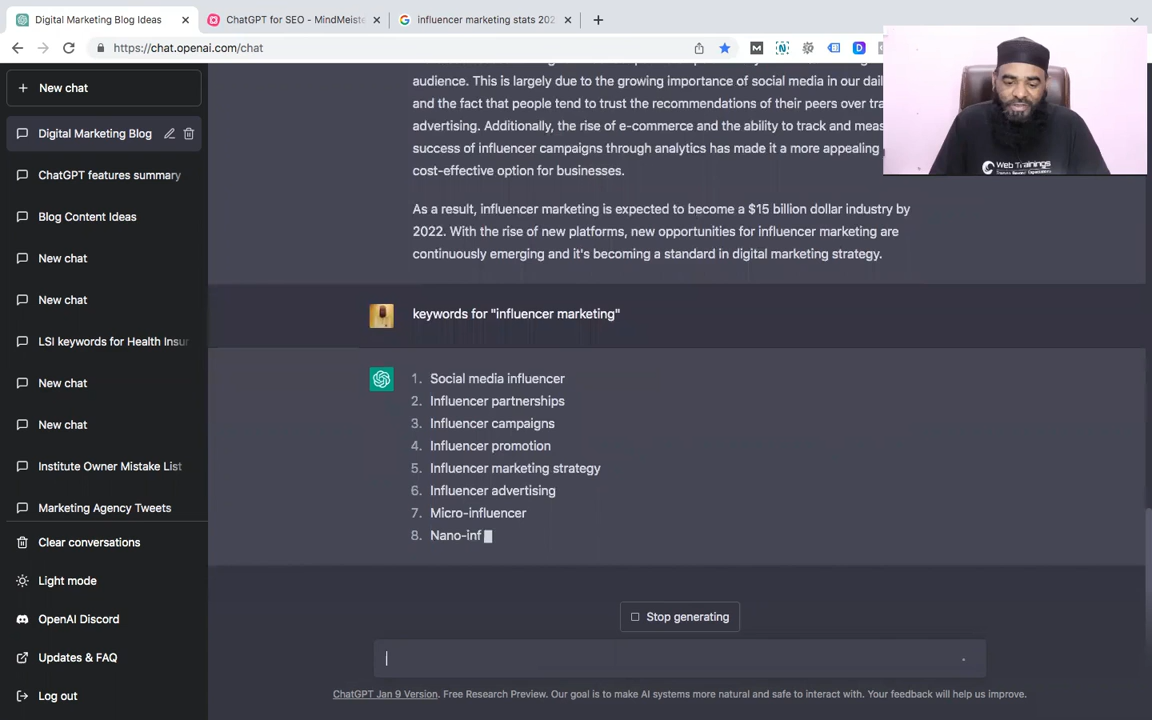 Digital Marketing Blog Ideas
ChatGPT for SEO - MindMeiste
influencer marketing stats 202
https://chat.openai.com/chat
New chat
Digital Marketing Blog
ChatGPT features summary
Blog Content Ideas
New chat
New chat
LSI keywords for Health Insur
New chat
New chat
Institute Owner Mistake List
Marketing Agency Tweets
Clear conversations
Light mode
OpenAI Discord
Updates & FAQ
Log out
audience. This is largely due to the growing importance of social media in our dail
and the fact that people tend to trust the recommendations of their peers over tra
advertising. Additionally, the rise of e-commerce and the ability to track and meas
success of influencer campaigns through analytics has made it a more appealing
cost-effective option for businesses.
As a result, influencer marketing is expected to become a $15 billion dollar industry by
2022. With the rise of new platforms, new opportunities for influencer marketing are
continuously emerging and it's becoming a standard in digital marketing strategy.
keywords for "influencer marketing"
1. Social media influencer
2. Influencer partnerships
3. Influencer campaigns
4. Influencer promotion
5. Influencer marketing strategy
6. Influencer advertising
7. Micro-influencer
8. Nano-inf
Stop generating
ChatGPT Jan 9 Version. Free Research Preview. Our goal is to make AI systems more natural and safe to interact with. Your feedback will help us improve.
Web Trainings